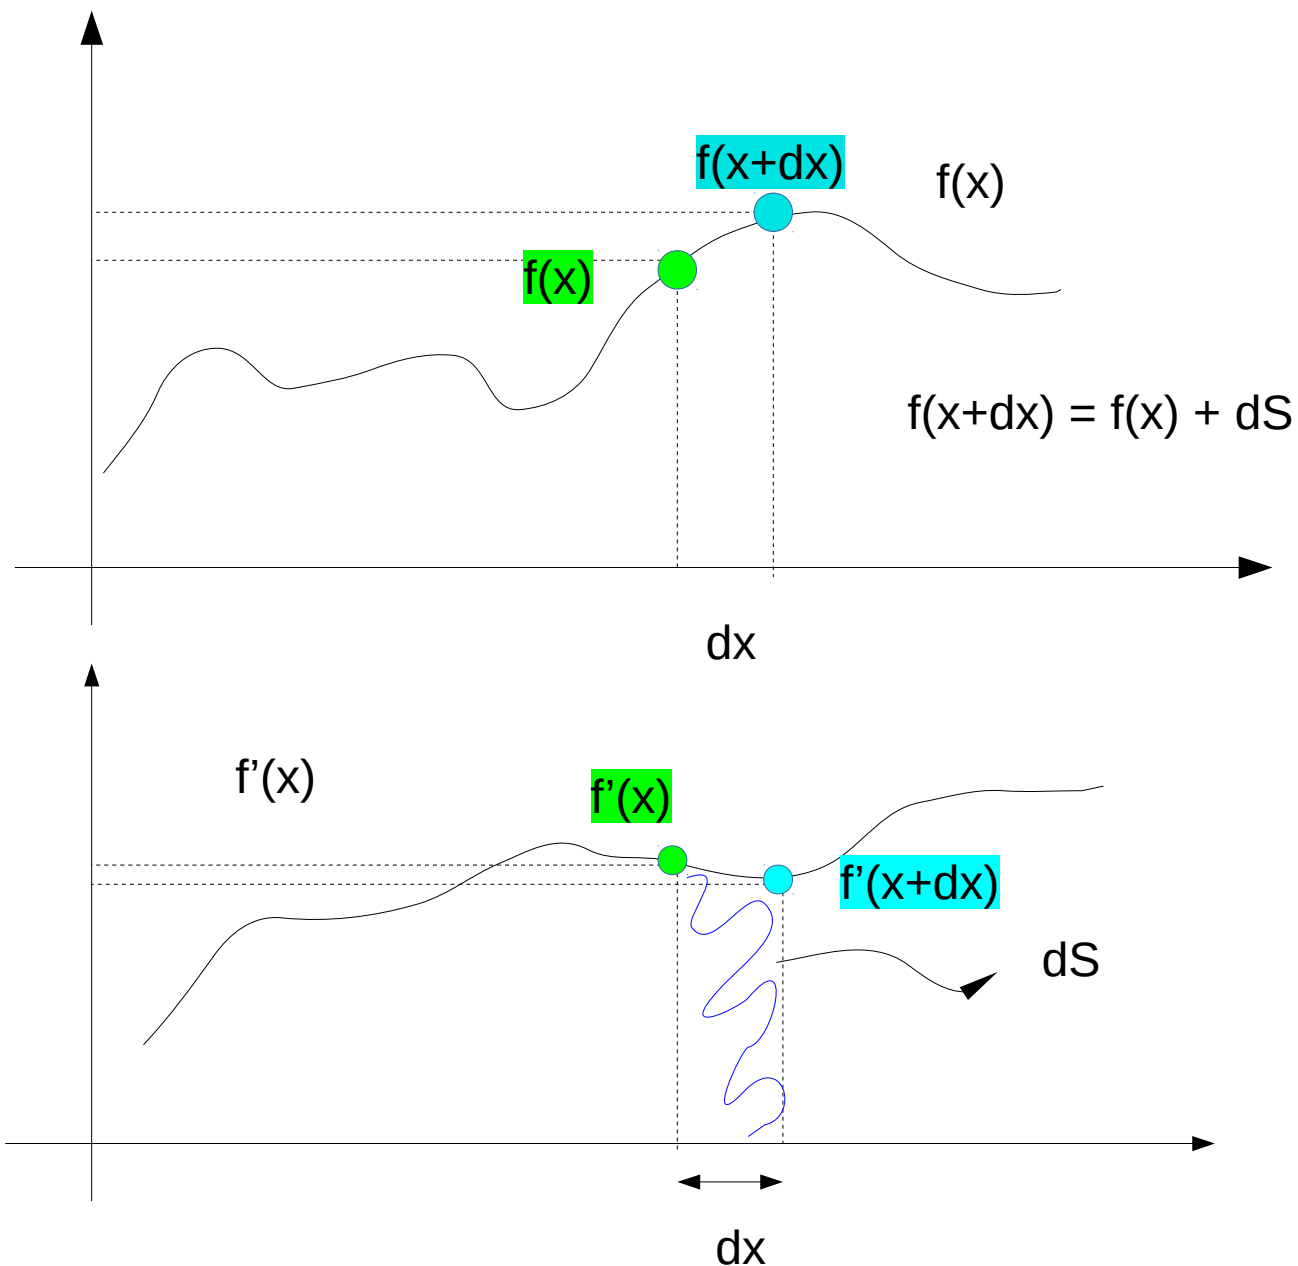 f(x+dx)
f(x)
f(x)
f(x+dx) = f(x) + dS
dx
f’(x)
f’(x)
f’(x+dx)
dS
dx